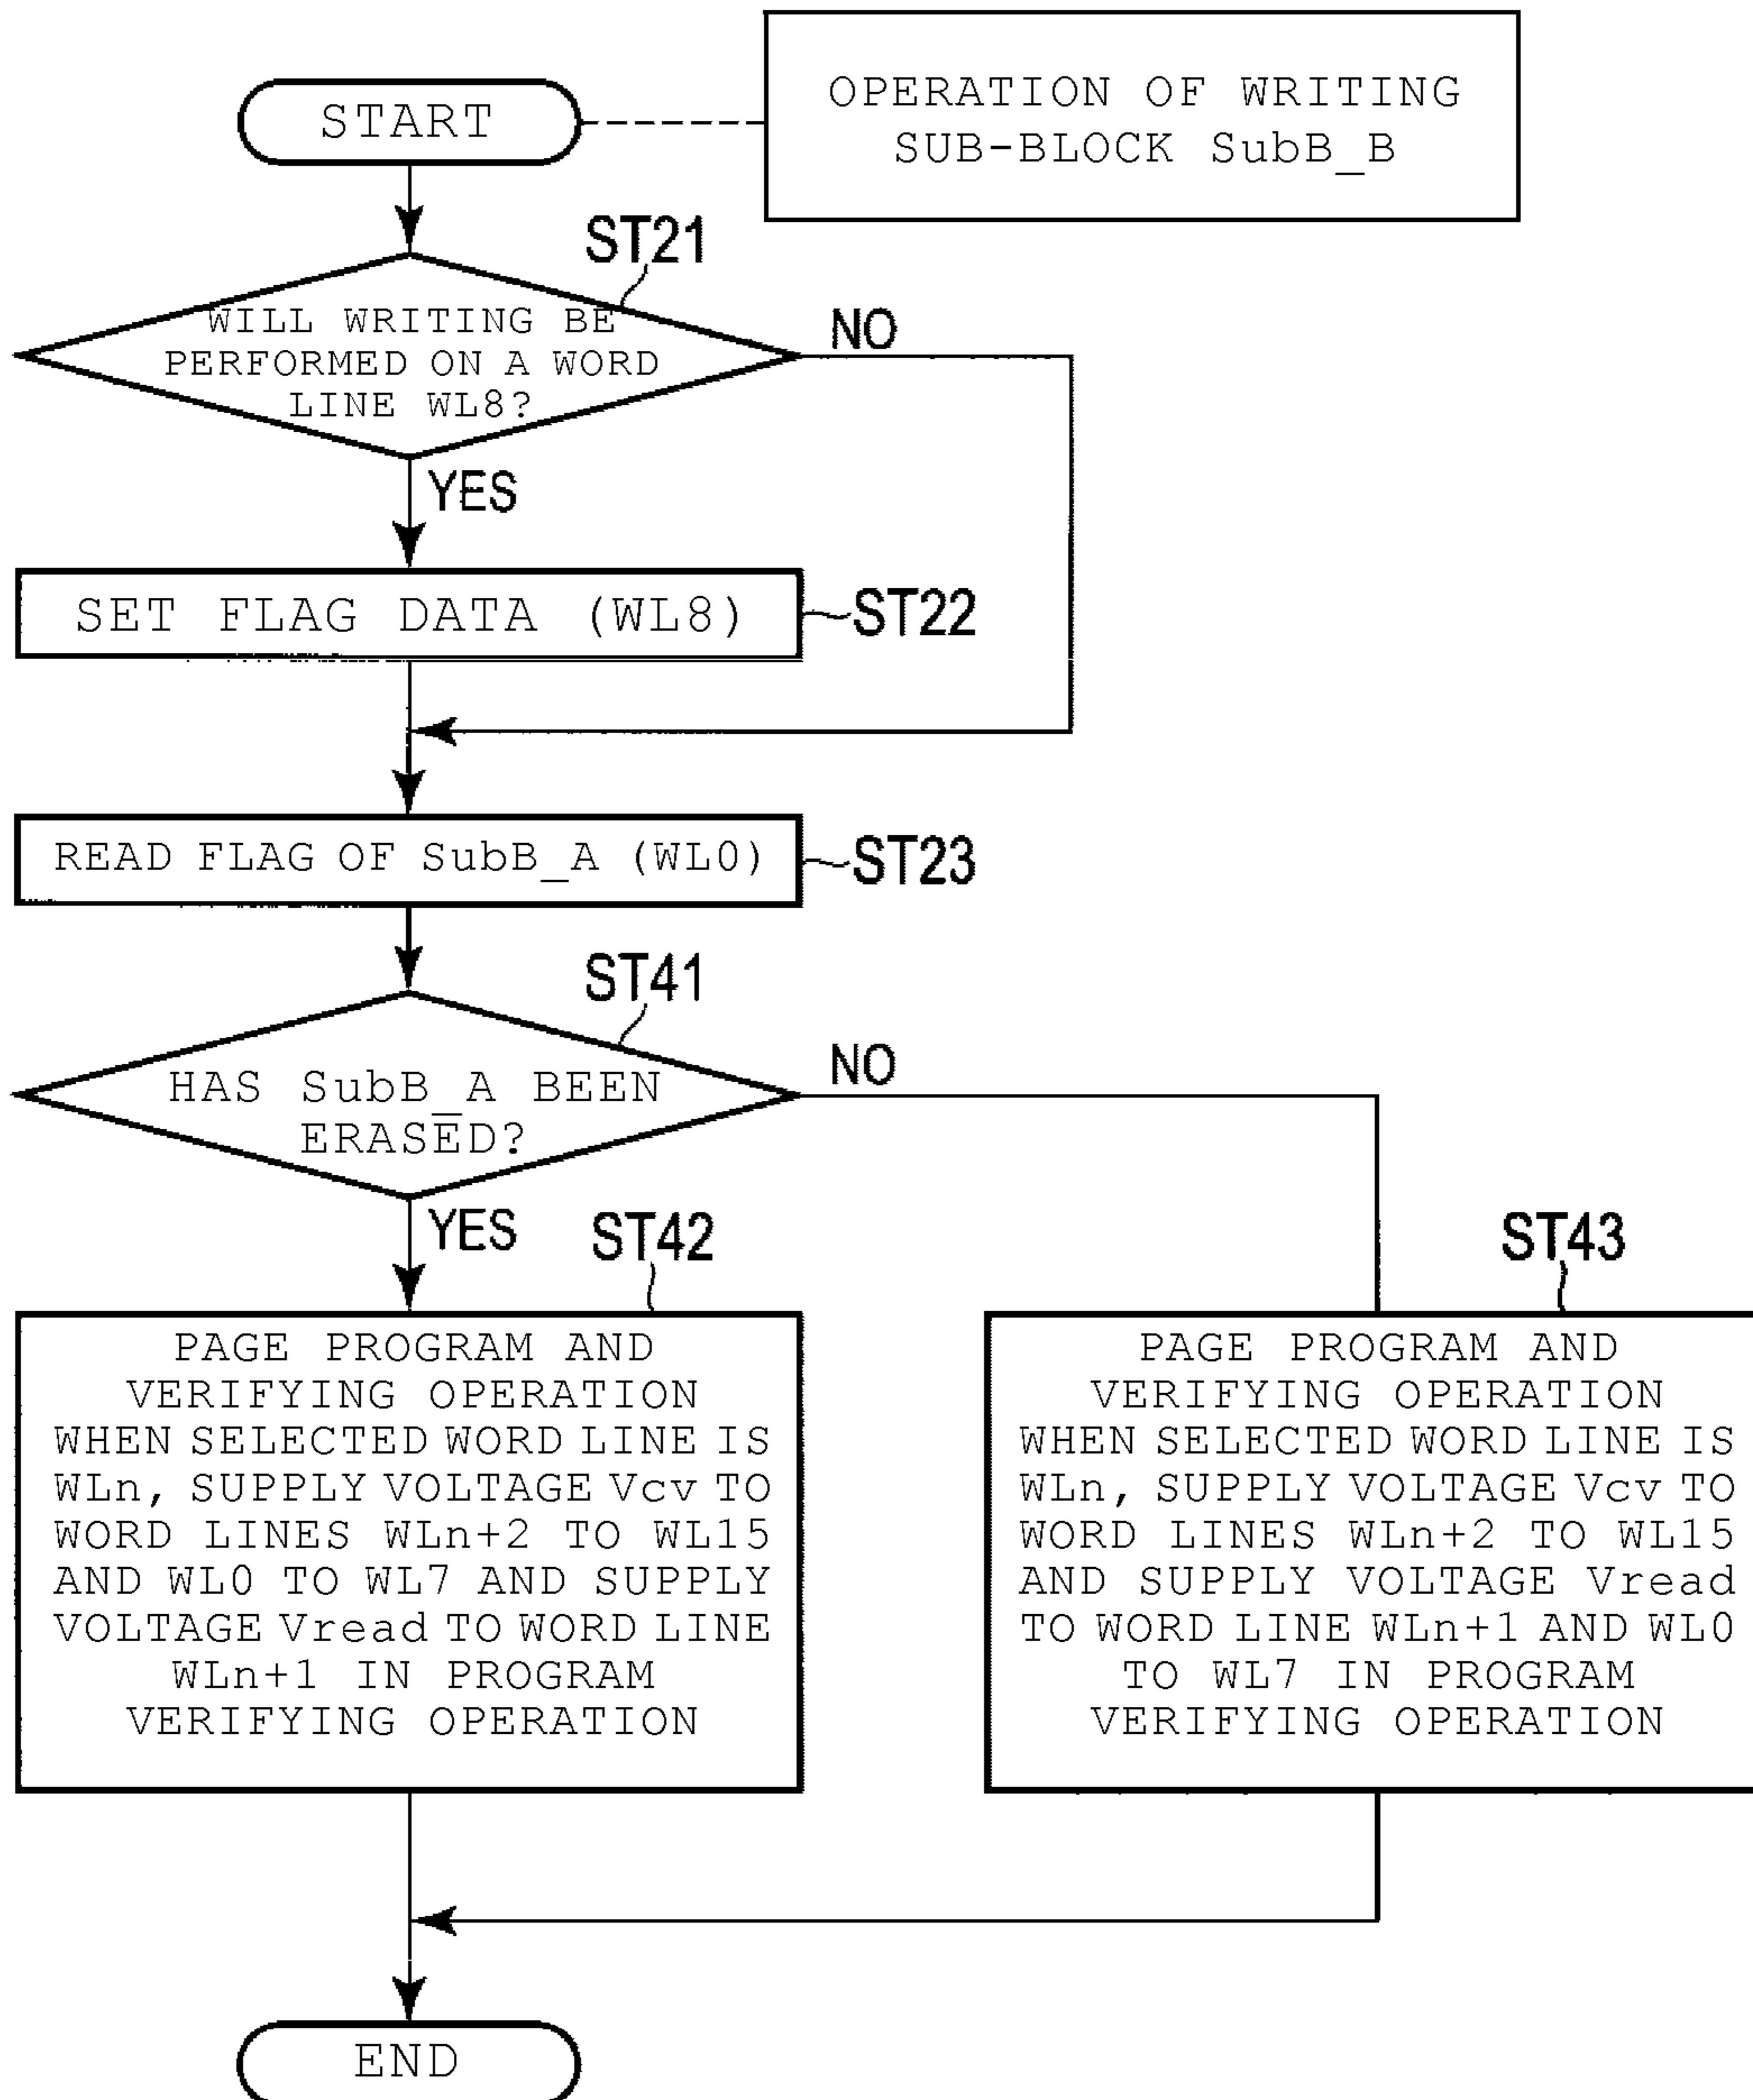 START
OPERATION OF WRITING
SUB-BLOCK SubB_B
ST21
WILL WRITING BE
PERFORMED ON A WORD
LINE WL8?
NO
YES
SET FLAG DATA (WL8)
ST22
READ FLAG OF SubB_A (WL0)
ST23
ST41
HAS SubB_A BEEN
ERASED?
NO
YES
ST42
PAGE PROGRAM AND
VERIFYING OPERATION
WHEN SELECTED WORD LINE IS
WLn, SUPPLY VOLTAGE Vcv TO
WORD LINES WLn+2 TO WL15
AND WL0 TO WL7 AND SUPPLY
VOLTAGE Vread TO WORD LINE
WLn+1 IN PROGRAM
VERIFYING OPERATION
ST43
PAGE PROGRAM AND
VERIFYING OPERATION
WHEN SELECTED WORD LINE IS
WLn, SUPPLY VOLTAGE Vcv TO
WORD LINES WLn+2 TO WL15
AND SUPPLY VOLTAGE Vread
TO WORD LINE WLn+1 AND WL0
TO WL7 IN PROGRAM
VERIFYING OPERATION
END